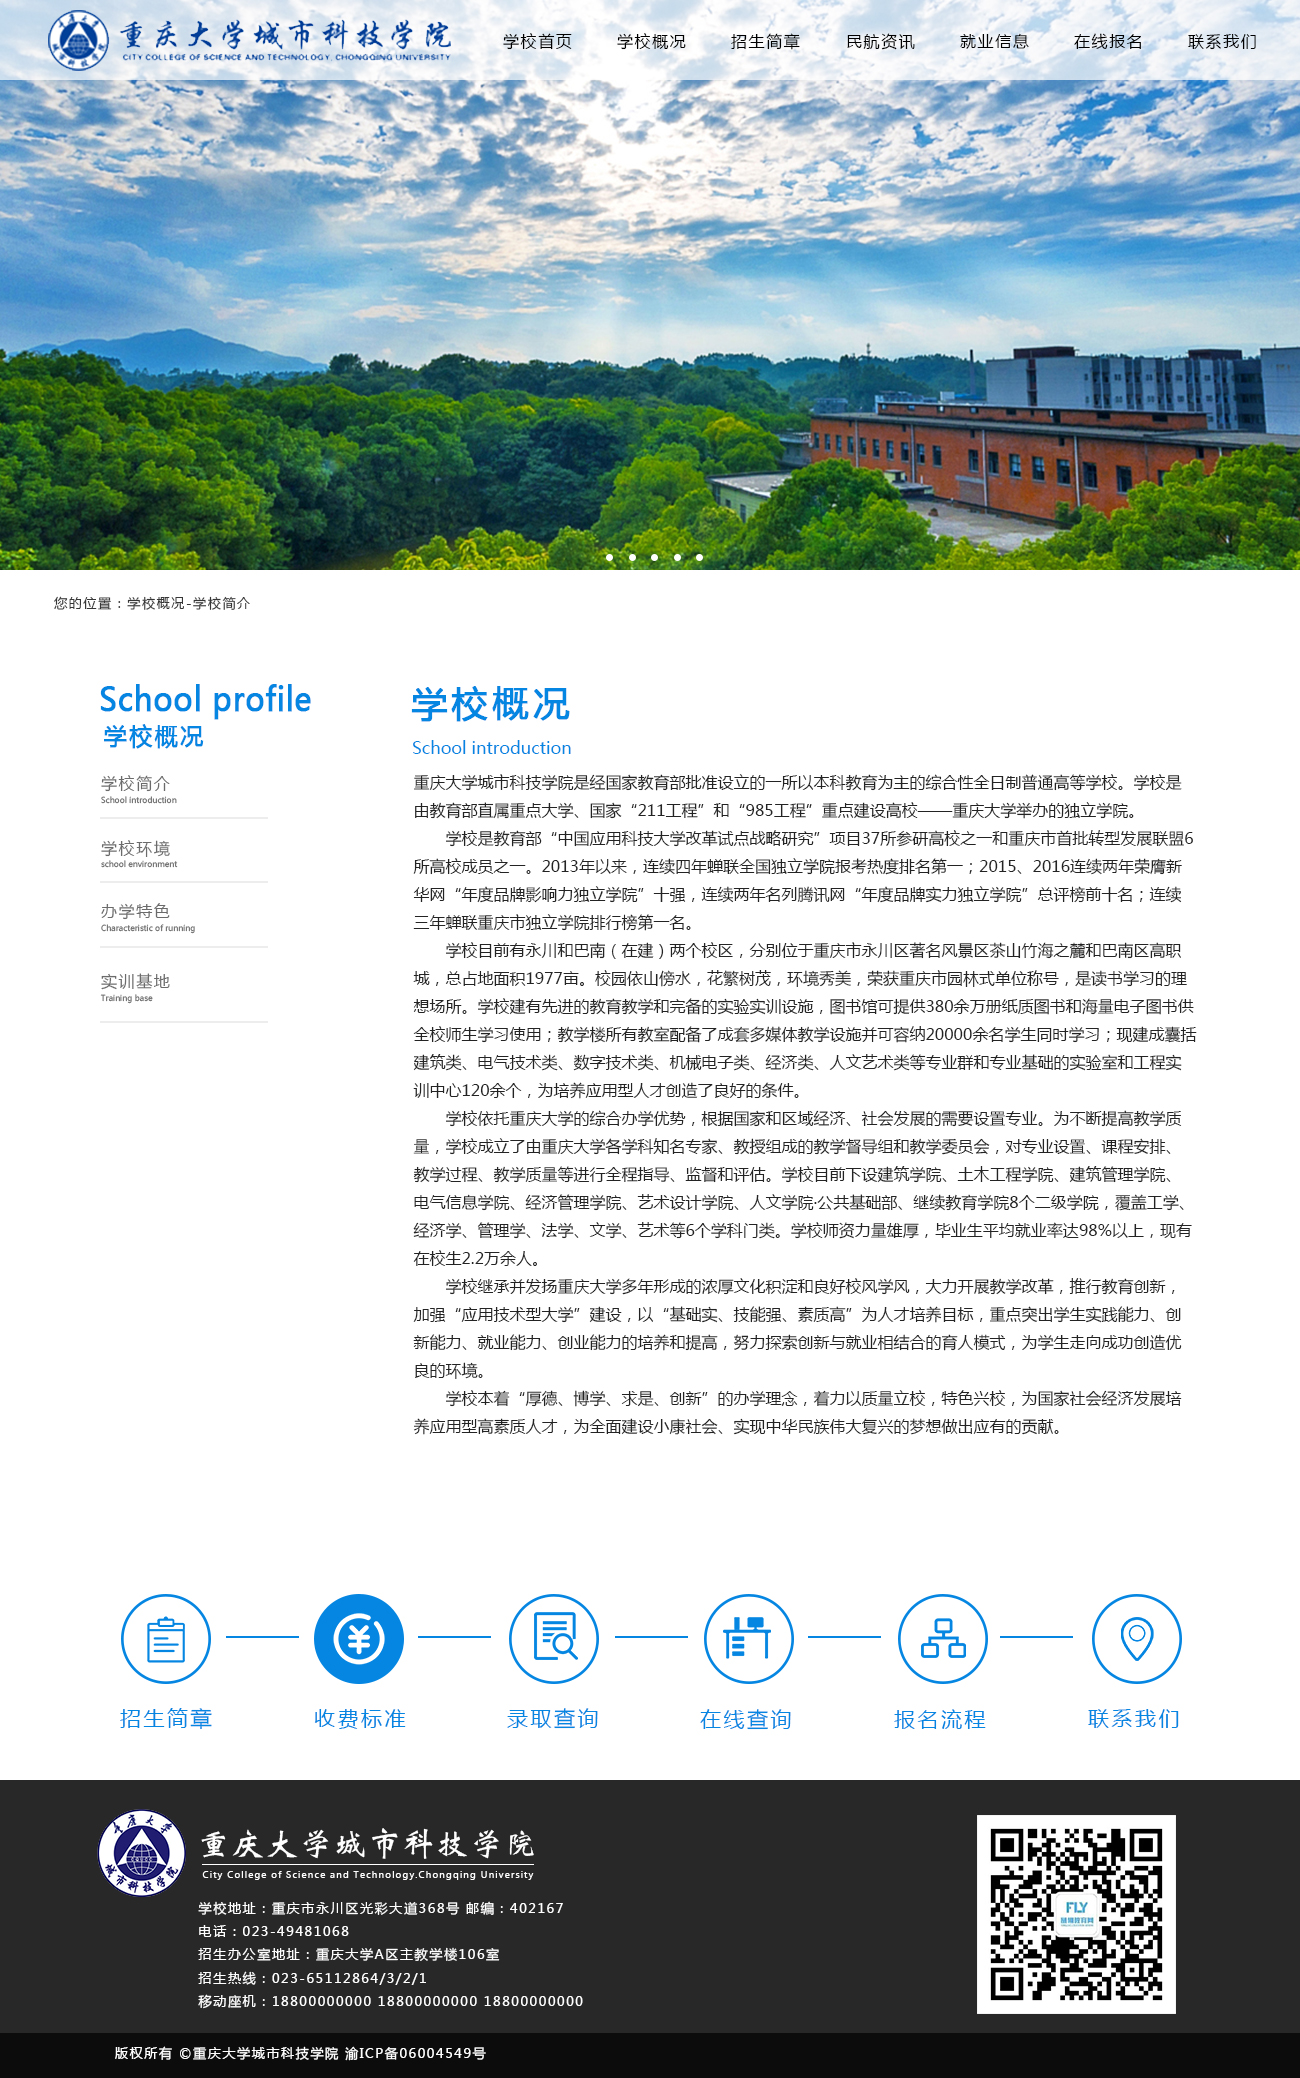 重庆大学城市科技学院
CITY COLLEGE OF SCIENCE AND TECHNOLOGY, CHONGQING UNIVERSITY
学校首页 学校概况 招生简章 民航资讯 就业信息 在线报名 联系我们
您的位置：学校概况-学校简介
School profile
学校概况
学校简介
School introduction
学校环境
school environment
办学特色
Characteristic of running
实训基地
Training base
学校概况
School introduction
重庆大学城市科技学院是经国家教育部批准设立的一所以本科教育为主的综合性全日制普通高等学校。学校是
由教育部直属重点大学、国家“211工程”和“985工程”重点建设高校——重庆大学举办的独立学院。
学校是教育部“中国应用科技大学改革试点战略研究”项目37所参研高校之一和重庆市首批转型发展联盟6
所高校成员之一。2013年以来，连续四年蝉联全国独立学院报考热度排名第一；2015、2016连续两年荣膺新
华网“年度品牌影响力独立学院”十强，连续两年名列腾讯网“年度品牌实力独立学院”总评榜前十名；连续
三年蝉联重庆市独立学院排行榜第一名。
学校目前有永川和巴南（在建）两个校区，分别位于重庆市永川区著名风景区茶山竹海之麓和巴南区高职
城，总占地面积1977亩。校园依山傍水，花繁树茂，环境秀美，荣获重庆市园林式单位称号，是读书学习的理
想场所。学校建有先进的教育教学和完备的实验实训设施，图书馆可提供380余万册纸质图书和海量电子图书供
全校师生学习使用；教学楼所有教室配备了成套多媒体教学设施并可容纳20000余名学生同时学习；现建成囊括
建筑类、电气技术类、数字技术类、机械电子类、经济类、人文艺术类等专业群和专业基础的实验室和工程实
训中心120余个，为培养应用型人才创造了良好的条件。
学校依托重庆大学的综合办学优势，根据国家和区域经济、社会发展的需要设置专业。为不断提高教学质
量，学校成立了由重庆大学各学科知名专家、教授组成的教学督导组和教学委员会，对专业设置、课程安排、
教学过程、教学质量等进行全程指导、监督和评估。学校目前下设建筑学院、土木工程学院、建筑管理学院、
电气信息学院、经济管理学院、艺术设计学院、人文学院·公共基础部、继续教育学院8个二级学院，覆盖工学、
经济学、管理学、法学、文学、艺术等6个学科门类。学校师资力量雄厚，毕业生平均就业率达98%以上，现有
在校生2.2万余人。
学校继承并发扬重庆大学多年形成的浓厚文化积淀和良好校风学风，大力开展教学改革，推行教育创新，
加强“应用技术型大学”建设，以“基础实、技能强、素质高”为人才培养目标，重点突出学生实践能力、创
新能力、就业能力、创业能力的培养和提高，努力探索创新与就业相结合的育人模式，为学生走向成功创造优
良的环境。
学校本着“厚德、博学、求是、创新”的办学理念，着力以质量立校，特色兴校，为国家社会经济发展培
养应用型高素质人才，为全面建设小康社会、实现中华民族伟大复兴的梦想做出应有的贡献。
招生简章 收费标准 录取查询 在线查询 报名流程 联系我们
重庆大学城市科技学院
City College of Science and Technology.Chongqing University
学校地址：重庆市永川区光彩大道368号 邮编：402167
电话：023-49481068
招生办公室地址：重庆大学A区主教学楼106室
招生热线：023-65112864/3/2/1
移动座机：18800000000 18800000000 18800000000
FLY
版权所有 ©重庆大学城市科技学院 渝ICP备06004549号